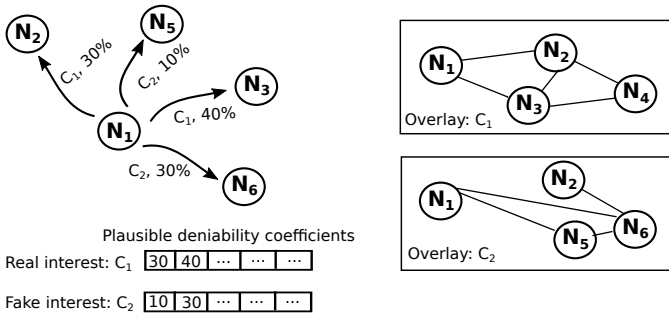 N2
N5
C1, 30%
C2, 10%
N3
C1, 40%
N1
C2, 30%
N6
Plausible deniability coefficients
Real interest: C1 30 40 ... ... ...
Fake interest: C2 10 30 ... ... ...
N1
N2
N3
N4
Overlay: C1
N1
N2
N5
N6
Overlay: C2